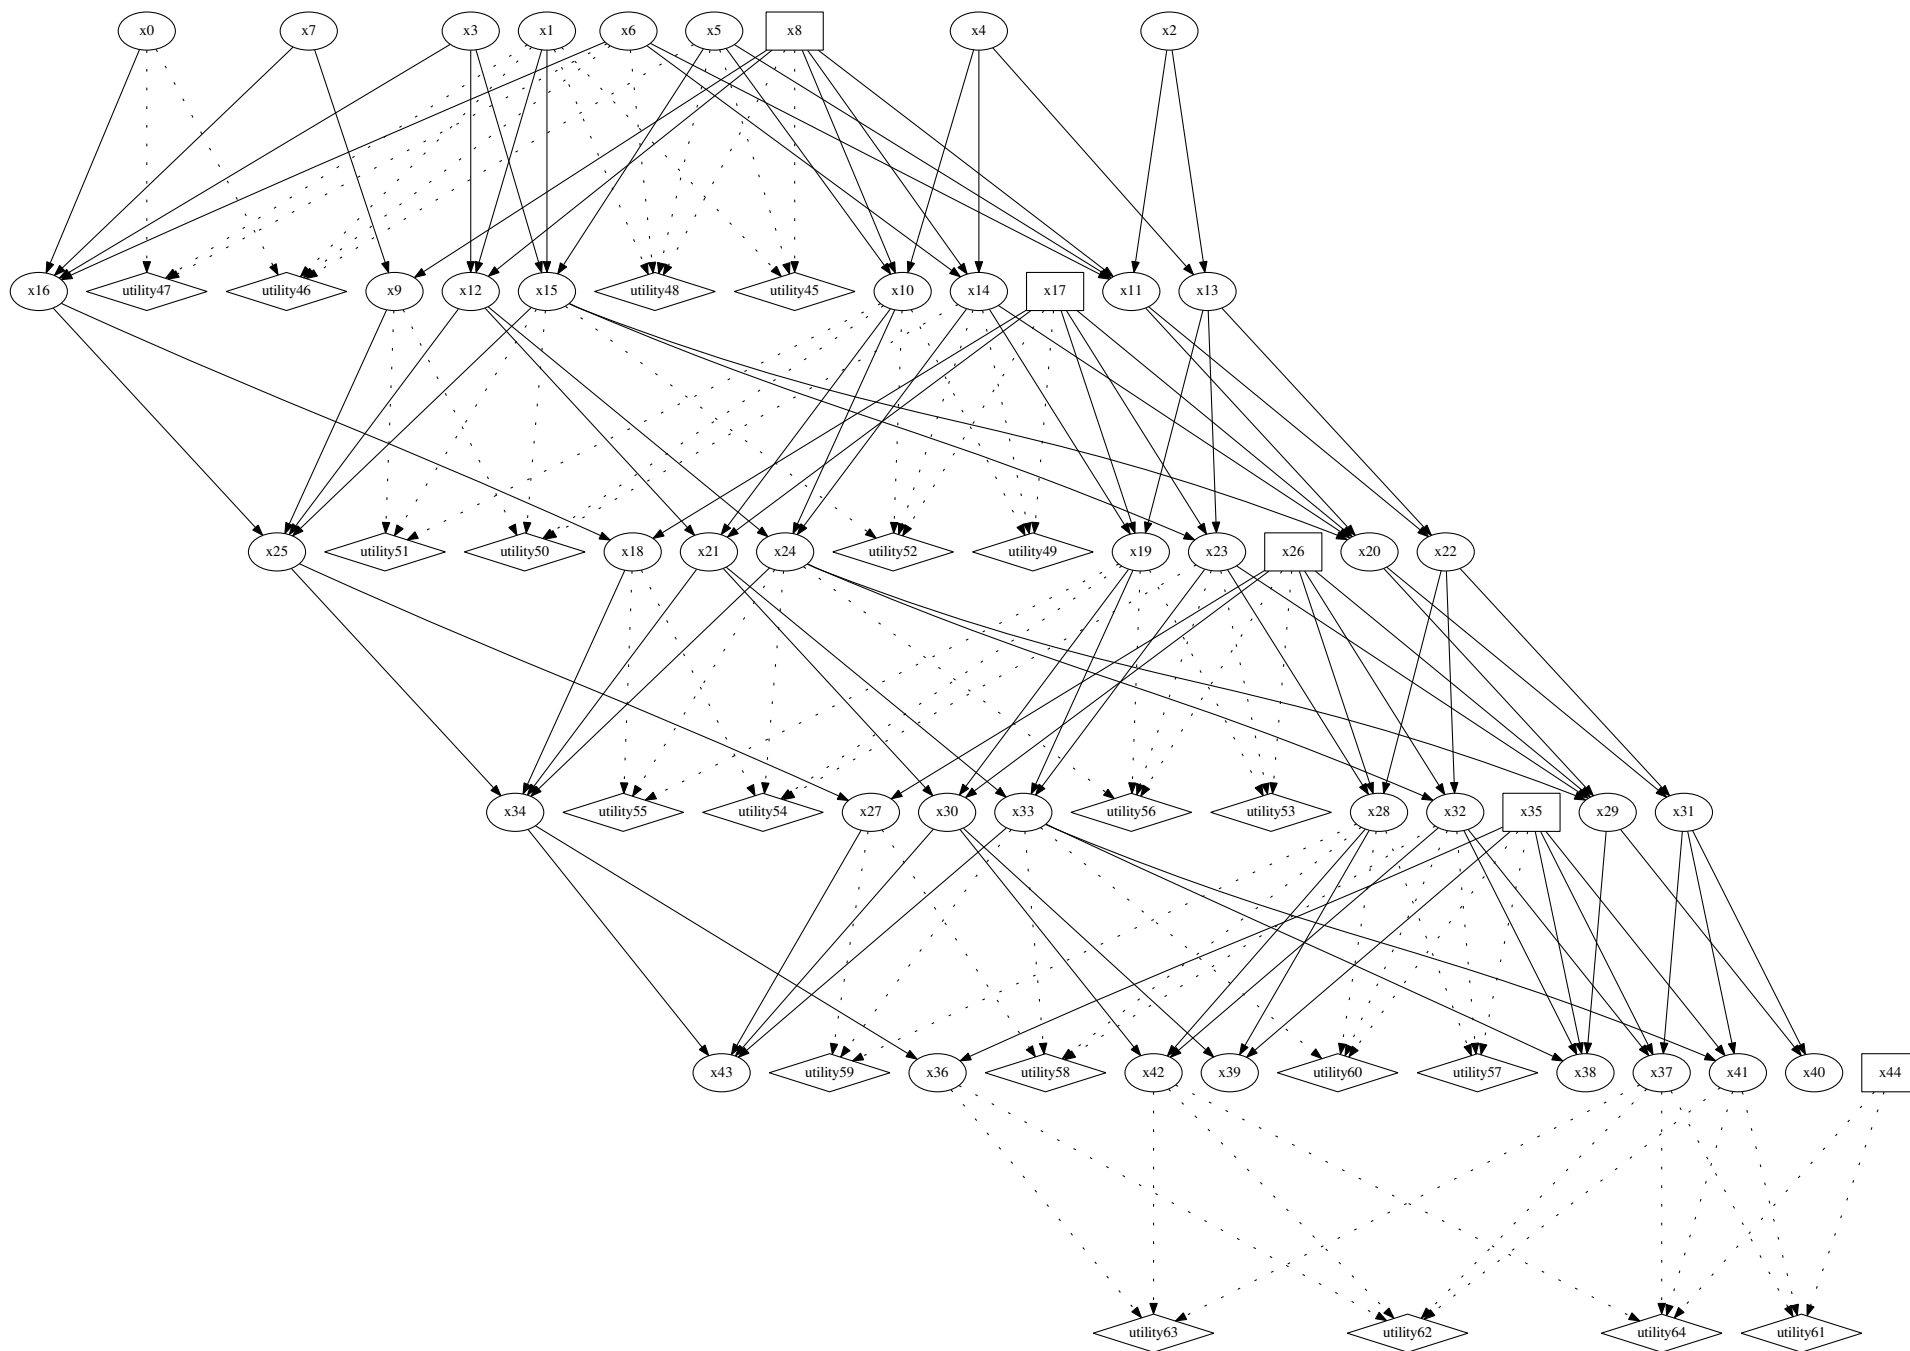 x0 x7 x3 x1 x6 x5 x8 x4 x2
x16 utility47 utility46 x9 x12 x15 utility48 utility45 x10 x14 x17 x11 x13
x25 utility51 utility50 x18 x21 x24 utility52 utility49 x19 x23 x26 x20 x22
x34 utility55 utility54 x27 x30 x33 utility56 utility53 x28 x32 x35 x29 x31
x43 utility59 x36 utility58 x42 x39 utility60 utility57 x38 x37 x41 x40 x44
utility63 utility62 utility64 utility61